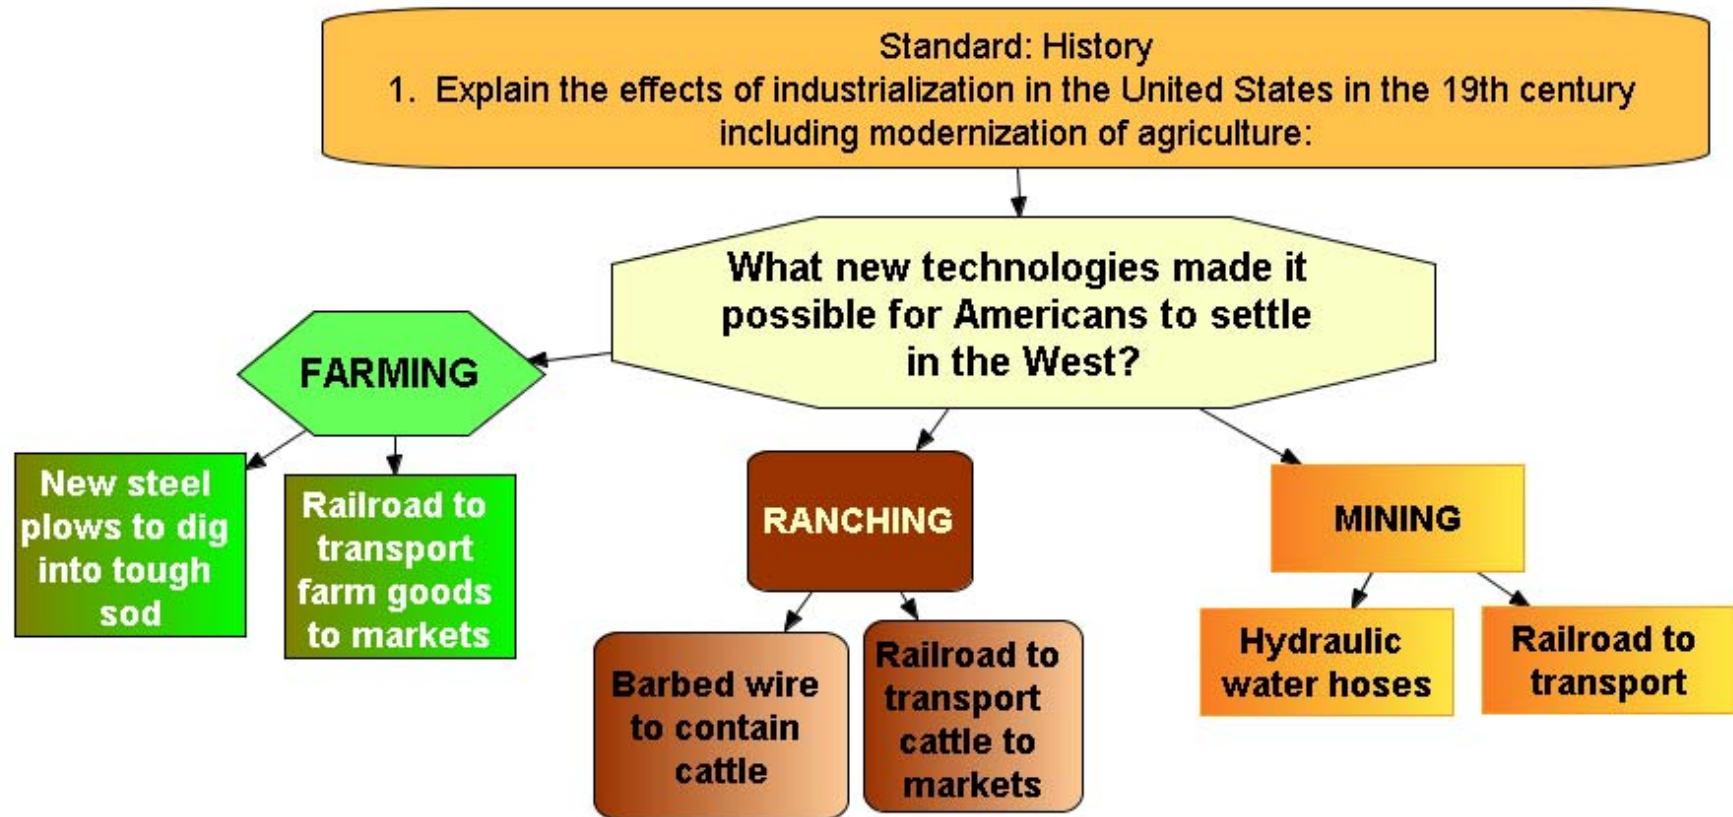 Standard: History
1. Explain the effects of industrialization in the United States in the 19th century
including modernization of agriculture:
What new technologies made it
possible for Americans to settle
in the West?
FARMING
New steel
plows to dig
into tough
sod
Railroad to
transport
farm goods
to markets
RANCHING
Barbed wire
to contain
cattle
Railroad to
transport
cattle to
markets
MINING
Hydraulic
water hoses
Railroad to
transport